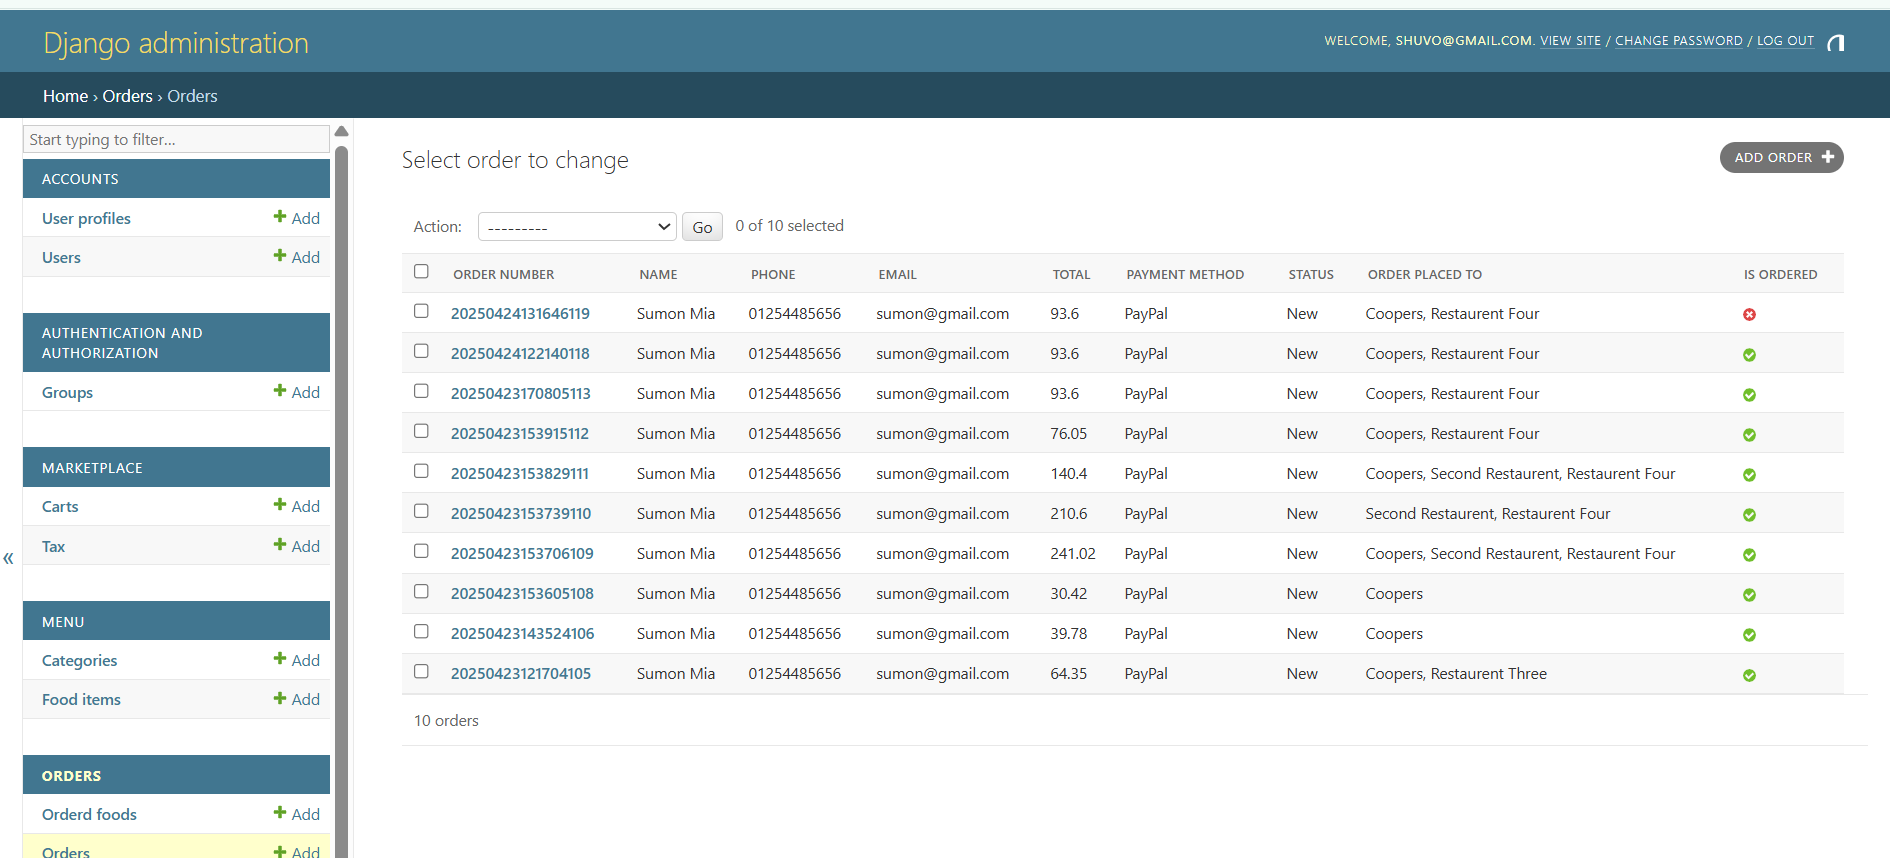 Django administration
WELCOME, SHUVO@GMAIL.COM. VIEW SITE / CHANGE PASSWORD / LOG OUT
Home › Orders › Orders
Start typing to filter...
ACCOUNTS
User profiles + Add
Users + Add
AUTHENTICATION AND
AUTHORIZATION
Groups + Add
MARKETPLACE
Carts + Add
Tax + Add
«
MENU
Categories + Add
Food items + Add
ORDERS
Orderd foods + Add
Orders + Add
Select order to change
ADD ORDER +
Action: --------- Go 0 of 10 selected
ORDER NUMBER NAME PHONE EMAIL TOTAL PAYMENT METHOD STATUS ORDER PLACED TO IS ORDERED
20250424131646119 Sumon Mia 01254485656 sumon@gmail.com 93.6 PayPal New Coopers, Restaurent Four
20250424122140118 Sumon Mia 01254485656 sumon@gmail.com 93.6 PayPal New Coopers, Restaurent Four
20250423170805113 Sumon Mia 01254485656 sumon@gmail.com 93.6 PayPal New Coopers, Restaurent Four
20250423153915112 Sumon Mia 01254485656 sumon@gmail.com 76.05 PayPal New Coopers, Restaurent Four
20250423153829111 Sumon Mia 01254485656 sumon@gmail.com 140.4 PayPal New Coopers, Second Restaurent, Restaurent Four
20250423153739110 Sumon Mia 01254485656 sumon@gmail.com 210.6 PayPal New Second Restaurent, Restaurent Four
20250423153706109 Sumon Mia 01254485656 sumon@gmail.com 241.02 PayPal New Coopers, Second Restaurent, Restaurent Four
20250423153605108 Sumon Mia 01254485656 sumon@gmail.com 30.42 PayPal New Coopers
20250423143524106 Sumon Mia 01254485656 sumon@gmail.com 39.78 PayPal New Coopers
20250423121704105 Sumon Mia 01254485656 sumon@gmail.com 64.35 PayPal New Coopers, Restaurent Three
10 orders